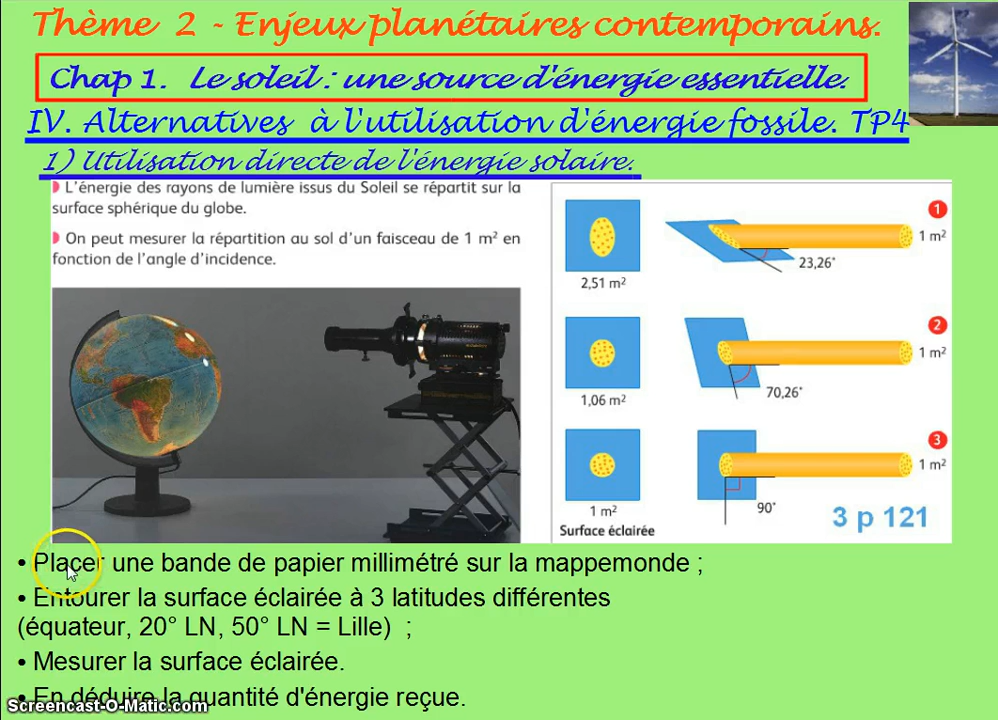 Thème 2 - Enjeux planétaires contemporains.
Chap 1. Le soleil : une source d'énergie essentielle.
IV. Alternatives à l'utilisation d'énergie fossile. TP4
1) Utilisation directe de l'énergie solaire.
L'énergie des rayons de lumière issus du Soleil se répartit sur la
surface sphérique du globe.
On peut mesurer la répartition au sol d'un faisceau de 1 m² en
fonction de l'angle d'incidence.
1
1 m²
23,26°
2,51 m²
2
1 m²
70,26°
1,06 m²
3
1 m²
90°
1 m²
Surface éclairée
3 p 121
• Placer une bande de papier millimétré sur la mappemonde ;
• Entourer la surface éclairée à 3 latitudes différentes
(équateur, 20° LN, 50° LN = Lille) ;
• Mesurer la surface éclairée.
• En déduire la quantité d'énergie reçue.
Screencast-O-Matic.com